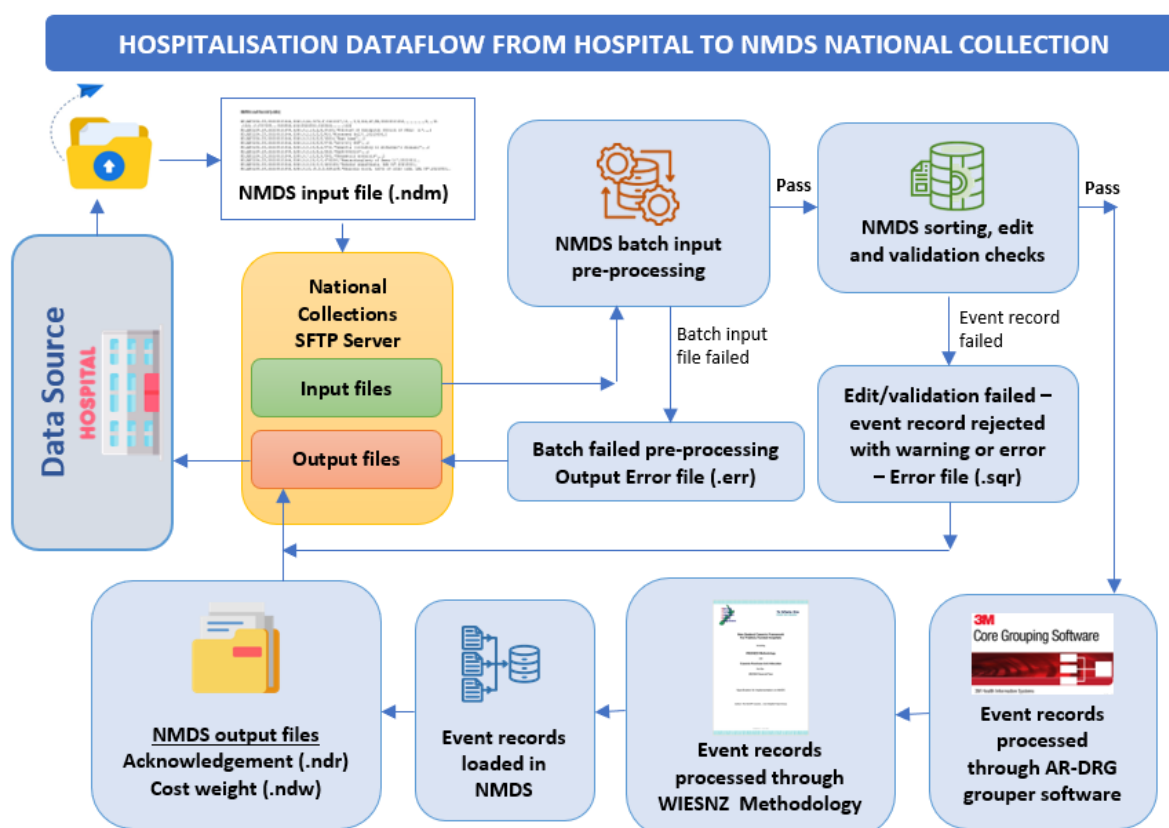 HOSPITALISATION DATAFLOW FROM HOSPITAL TO NMDS NATIONAL COLLECTION
NMDS input file (.ndm)
Data Source
HOSPITAL
National
Collections
SFTP Server
Input files
Output files
NMDS batch input
pre-processing
Pass
NMDS sorting, edit
and validation checks
Pass
Batch input
file failed
Event record
failed
Batch failed pre-processing
Output Error file (.err)
Edit/validation failed –
event record rejected
with warning or error
– Error file (.sqr)
3M
Core Grouping Software
3M Health Information Systems
Event records
processed
through AR-DRG
grouper software
Event records
processed through
WIESNZ Methodology
Event records
loaded in
NMDS
NMDS output files
Acknowledgement (.ndr)
Cost weight (.ndw)